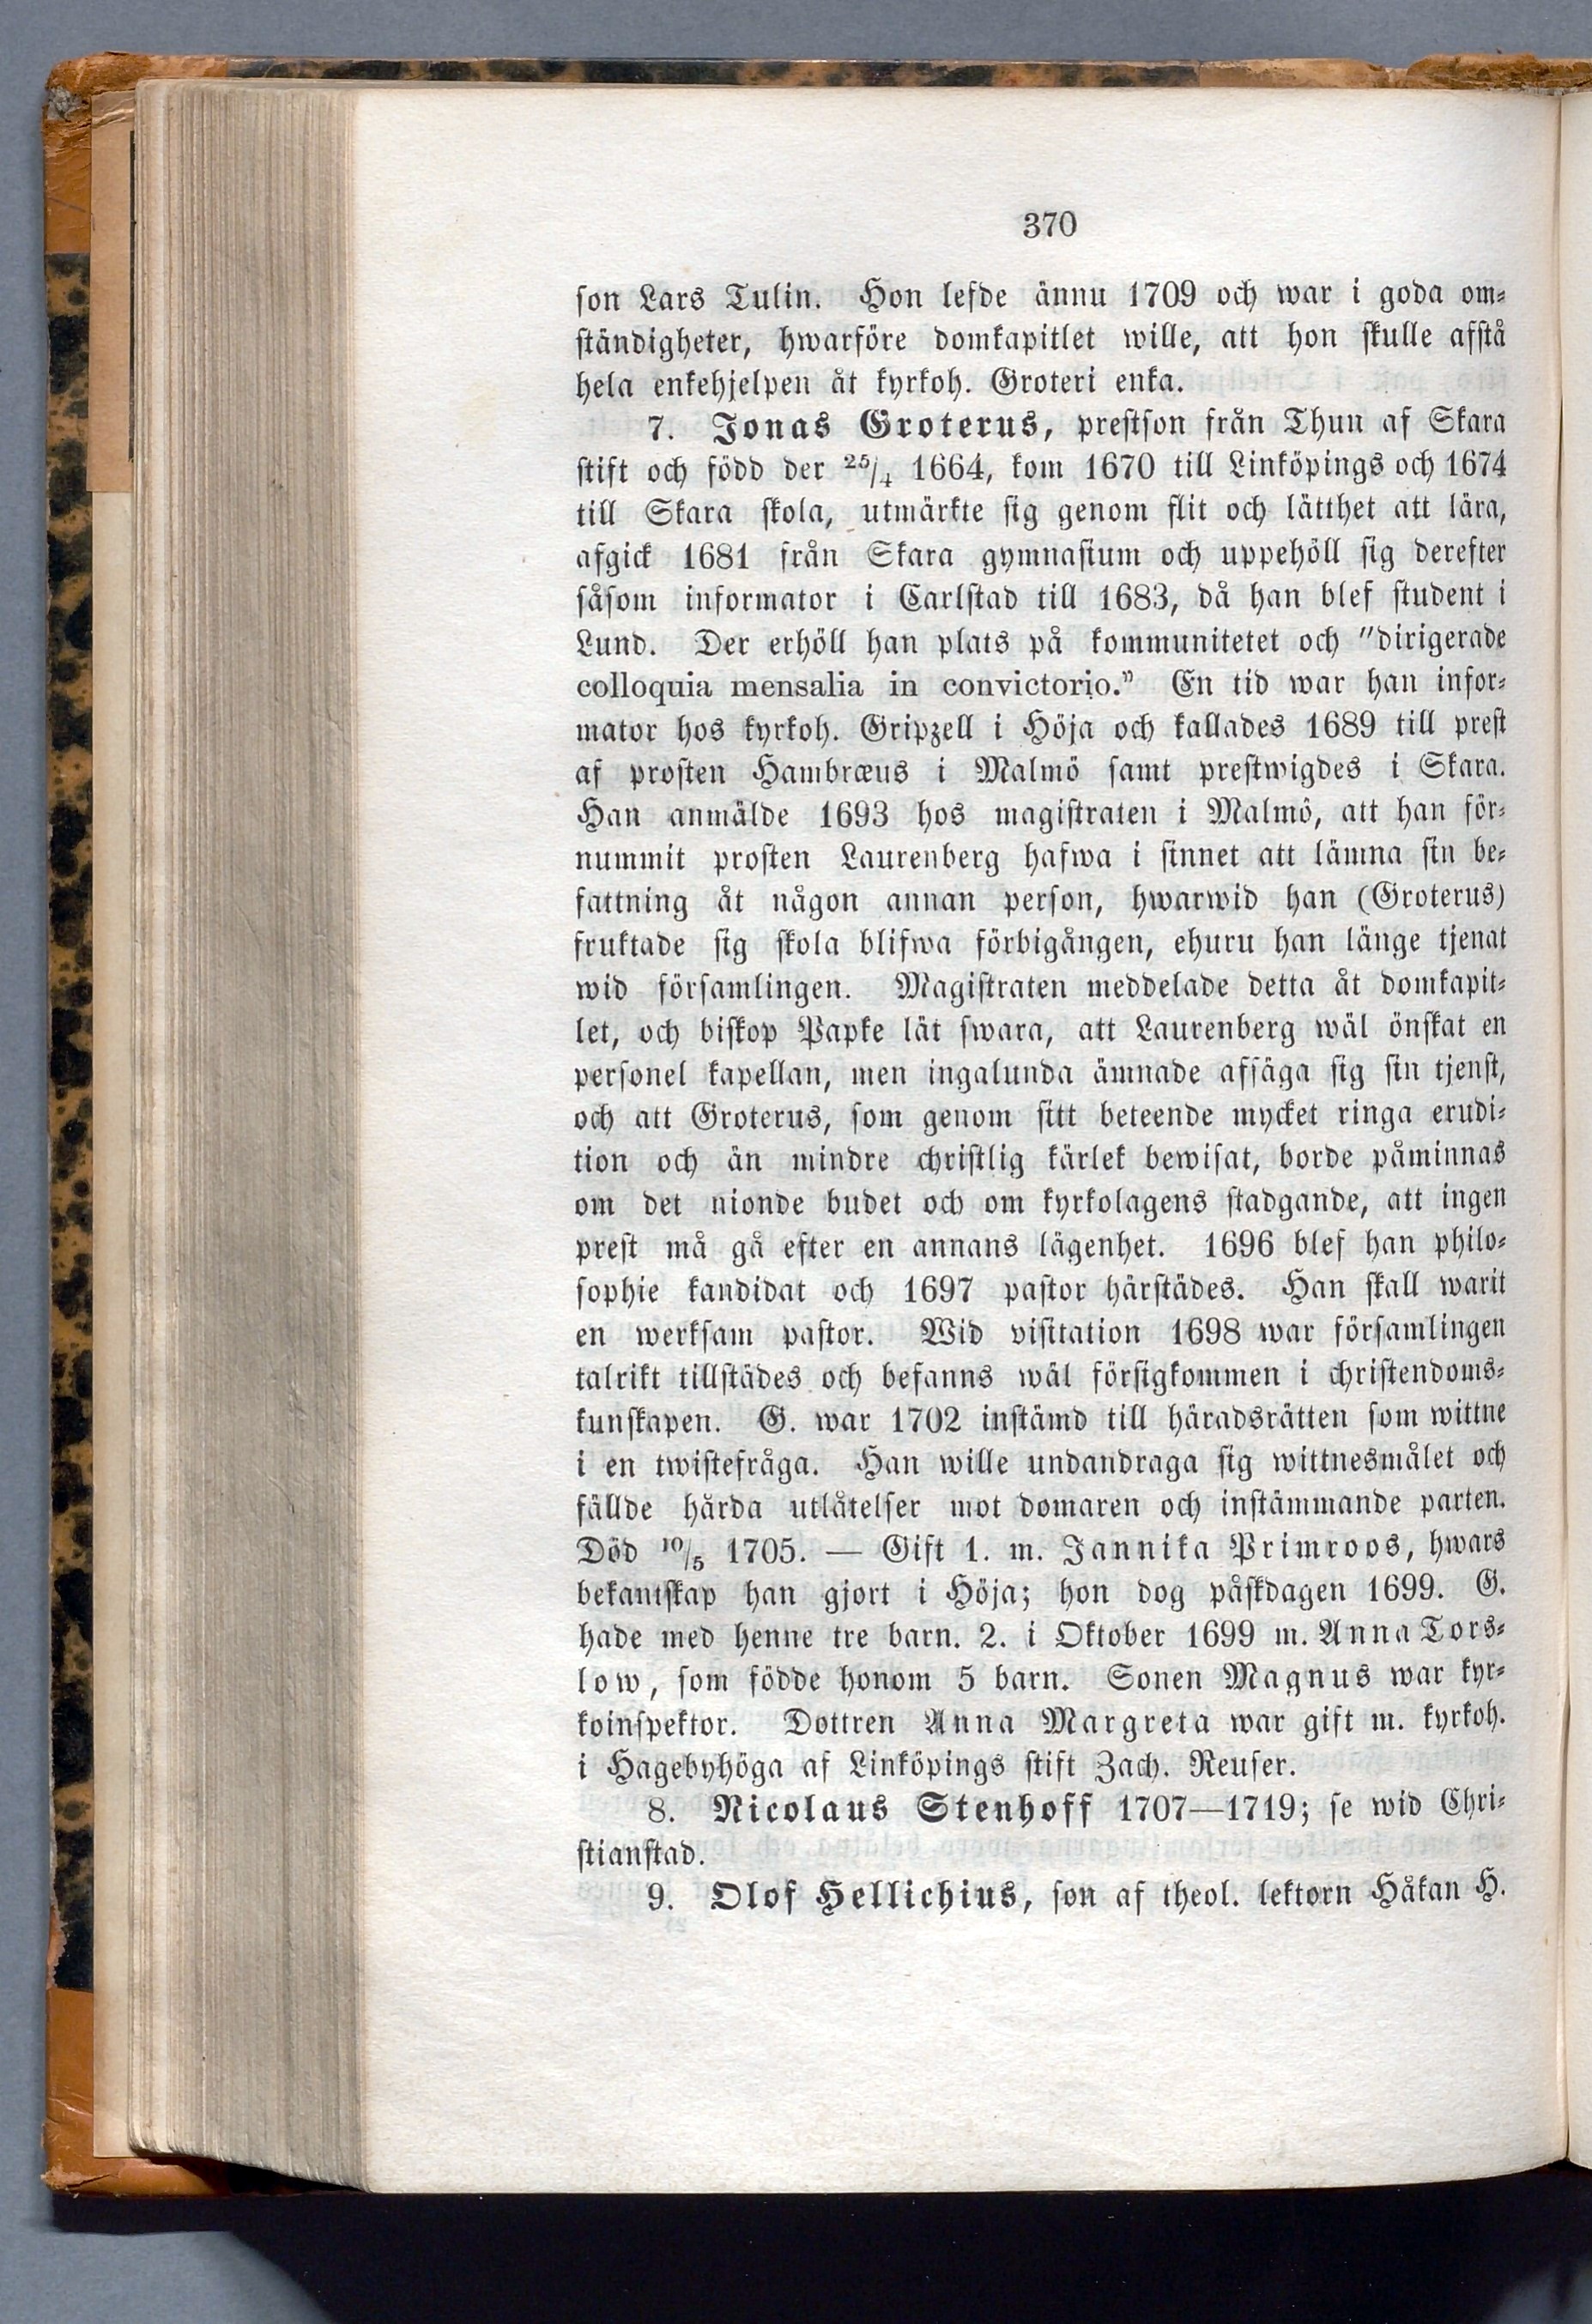 370
son Lars Tulin. Hon lefde ännu 1709 och war i goda om-
ständigheter, hwarföre domkapitlet wille, att hon skulle afstå
hela enkehjelpen åt kyrkoh. Groteri enka.
7. Jonas Groterus, prestson från Thun af Skara
stift och född der 25/4 1664, kom 1670 till Linköpings och 1674
till Skara skola, utmärkte sig genom flit och lätthet att lära,
afgick 1681 från Skara gymnasium och uppehöll sig derefter
såsom informator i Carlstad till 1683, då han blef student i
Lund. Der erhöll han plats på kommunitetet och "dirigerade
colloquia mensalia in convictorio." En tid war han infor-
mator hos kyrkoh. Gripzell i Höja och kallades 1689 till prest
af prosten Hambræus i Malmö samt prestwigdes i Skara.
Han anmälde 1693 hos magistraten i Malmö, att han för-
nummit prosten Laurenberg hafwa i sinnet att lämna sin be-
fattning åt någon annan person, hwarwid han (Groterus)
fruktade sig skola blifwa förbigången, ehuru han länge tjenat
wid församlingen. Magistraten meddelade detta åt domkapit-
let, och biskop Papke lät swara, att Laurenberg wäl önskat en
personel kapellan, men ingalunda ämnade afsäga sig sin tjenst,
och att Groterus, som genom sitt beteende mycket ringa erudi-
tion och än mindre christlig kärlek bewisat, borde påminnas
om det nionde budet och om kyrkolagens stadgande, att ingen
prest må gå efter en annans lägenhet. 1696 blef han philo-
sophie kandidat och 1697 pastor härstädes. Han skall warit
en werksam pastor. Wid visitation 1698 war församlingen
talrikt tillstädes och befanns wäl försigkommen i christendoms-
kunskapen. G. war 1702 instämd till häradsrätten som wittne
i en twistefråga. Han wille undandraga sig wittnesmålet och
fällde hårda utlåtelser mot domaren och instämmande parten.
Död 10/5 1705. — Gift 1. m. Jannika Primroos, hwars
bekantskap han gjort i Höja; hon dog påskdagen 1699. G.
hade med henne tre barn. 2. i Oktober 1699 m. Anna Tors-
low, som födde honom 5 barn. Sonen Magnus war kyr-
koinspektor. Dottren Anna Margreta war gift m. kyrkoh.
i Hagebyhöga af Linköpings stift Zach. Reuser.
8. Nicolaus Stenhoff 1707—1719; se wid Chri-
stianstad.
9. Olof Hellichius, son af theol. lektorn Håkan H.